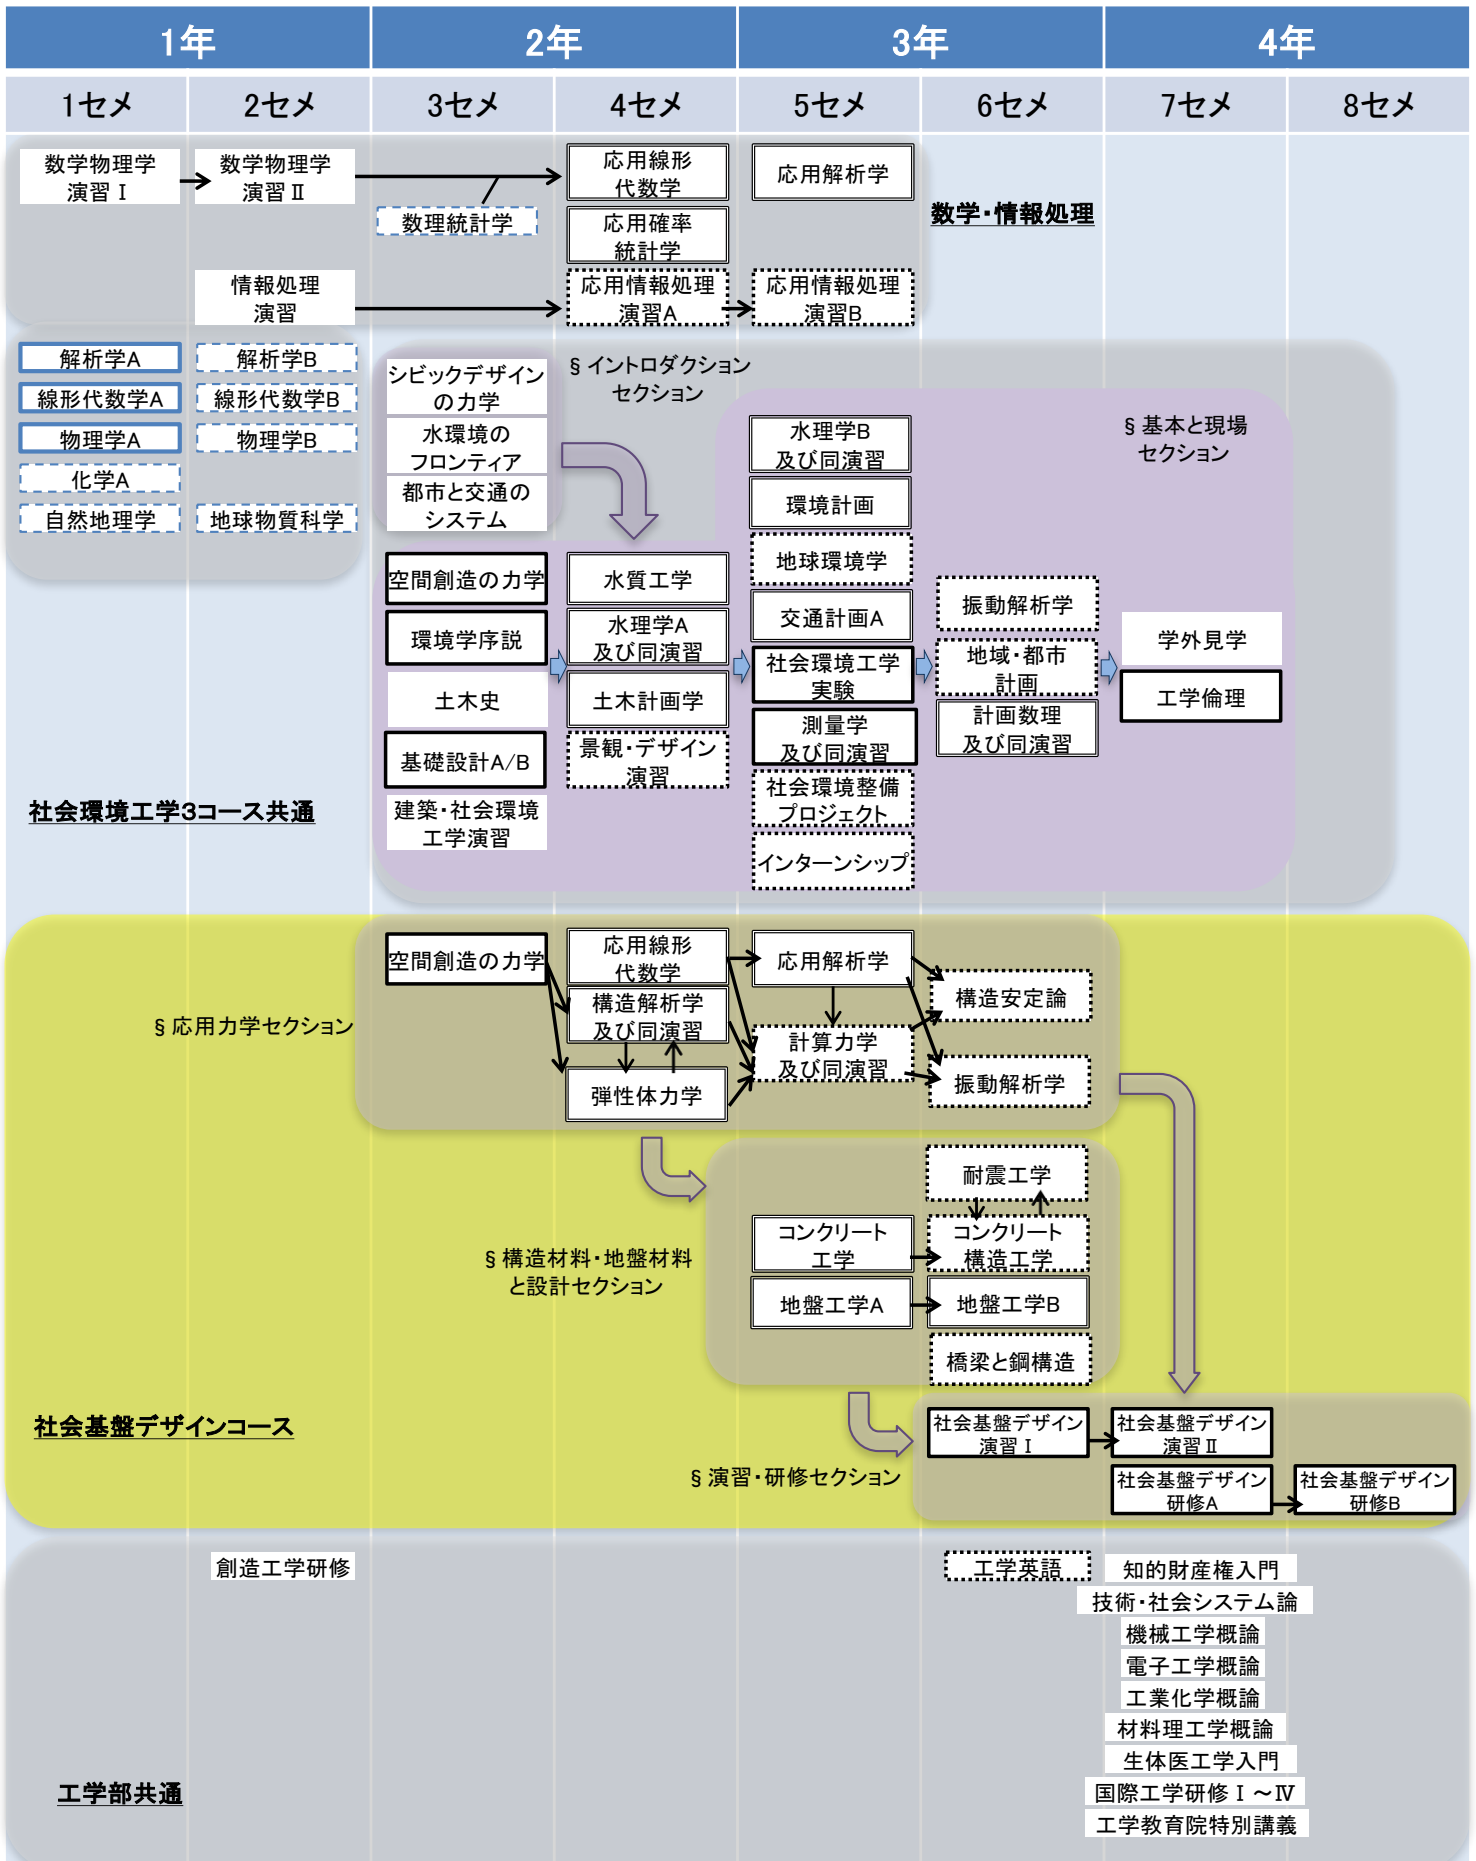 1年
2年
3年
4年
1セメ
2セメ
3セメ
4セメ
5セメ
6セメ
7セメ
8セメ
数学物理学
演習Ⅰ
数学物理学
演習Ⅱ
応用線形
代数学
応用解析学
数理統計学
応用確率
統計学
数学・情報処理
情報処理
演習
応用情報処理
演習A
応用情報処理
演習B
解析学A
解析学B
線形代数学A
線形代数学B
物理学A
物理学B
化学A
自然地理学
地球物質科学
シビックデザイン
の力学
水環境の
フロンティア
都市と交通の
システム
§イントロダクション
セクション
§基本と現場
セクション
空間創造の力学
環境学序説
土木史
基礎設計A/B
建築・社会環境
工学演習
水質工学
水理学A
及び同演習
土木計画学
景観・デザイン
演習
水理学B
及び同演習
環境計画
地球環境学
交通計画A
社会環境工学
実験
測量学
及び同演習
社会環境整備
プロジェクト
インターンシップ
振動解析学
地域・都市
計画
計画数理
及び同演習
学外見学
工学倫理
社会環境工学3コース共通
§応用力学セクション
空間創造の力学
応用線形
代数学
構造解析学
及び同演習
弾性体力学
応用解析学
計算力学
及び同演習
構造安定論
振動解析学
§構造材料・地盤材料
と設計セクション
耐震工学
コンクリート
工学
コンクリート
構造工学
地盤工学A
地盤工学B
橋梁と鋼構造
社会基盤デザインコース
§演習・研修セクション
社会基盤デザイン
演習Ⅰ
社会基盤デザイン
演習Ⅱ
社会基盤デザイン
研修A
社会基盤デザイン
研修B
創造工学研修
工学英語
知的財産権入門
技術・社会システム論
機械工学概論
電子工学概論
工業化学概論
材料理工学概論
生体医工学入門
国際工学研修Ⅰ～Ⅳ
工学教育院特別講義
工学部共通